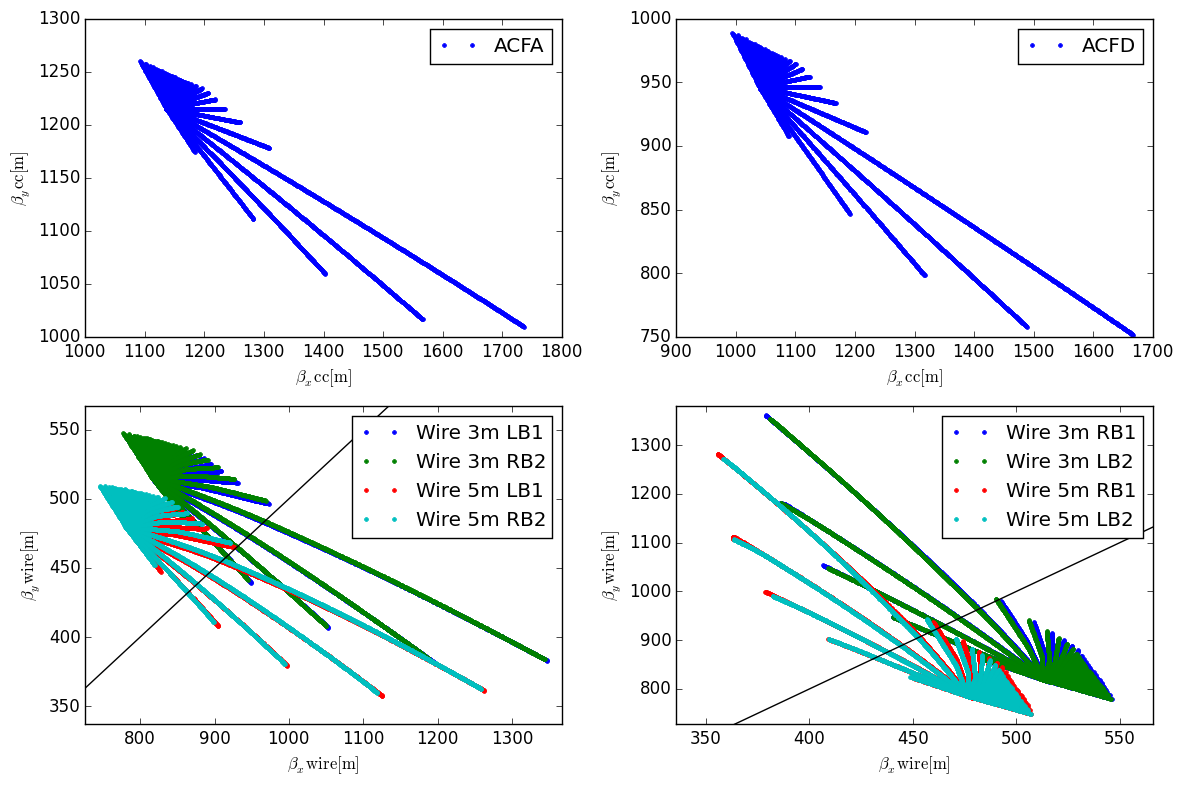 1300
1250
1200
1150
1100
1050
1000
β_y cc[m]
ACFA
1000 1100 1200 1300 1400 1500 1600 1700 1800
β_x cc[m]
1000
950
900
850
800
750
β_y cc[m]
ACFD
900 1000 1100 1200 1300 1400 1500 1600 1700
β_x cc[m]
550
500
450
400
350
β_y wire[m]
Wire 3m LB1
Wire 3m RB2
Wire 5m LB1
Wire 5m RB2
800 900 1000 1100 1200 1300
β_x wire[m]
1300
1200
1100
1000
900
800
β_y wire[m]
Wire 3m RB1
Wire 3m LB2
Wire 5m RB1
Wire 5m LB2
350 400 450 500 550
β_x wire[m]